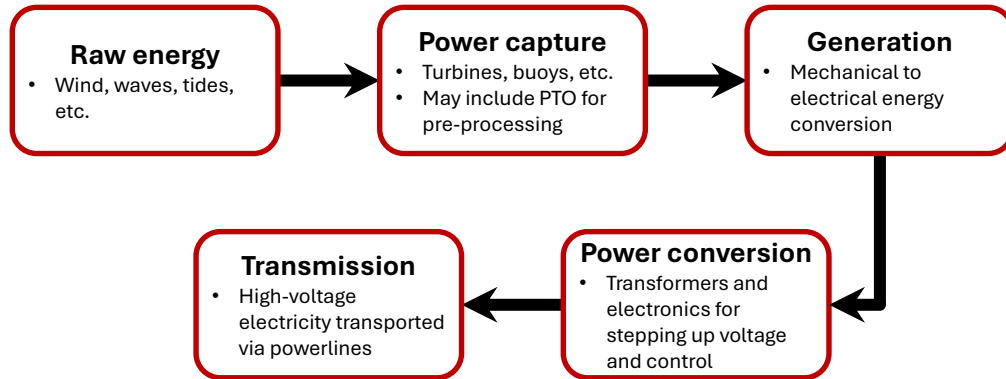 Raw energy
• Wind, waves, tides,
etc.
Power capture
• Turbines, buoys, etc.
• May include PTO for
pre-processing
Generation
• Mechanical to
electrical energy
conversion
Power conversion
• Transformers and
electronics for
stepping up voltage
and control
Transmission
• High-voltage
electricity transported
via powerlines